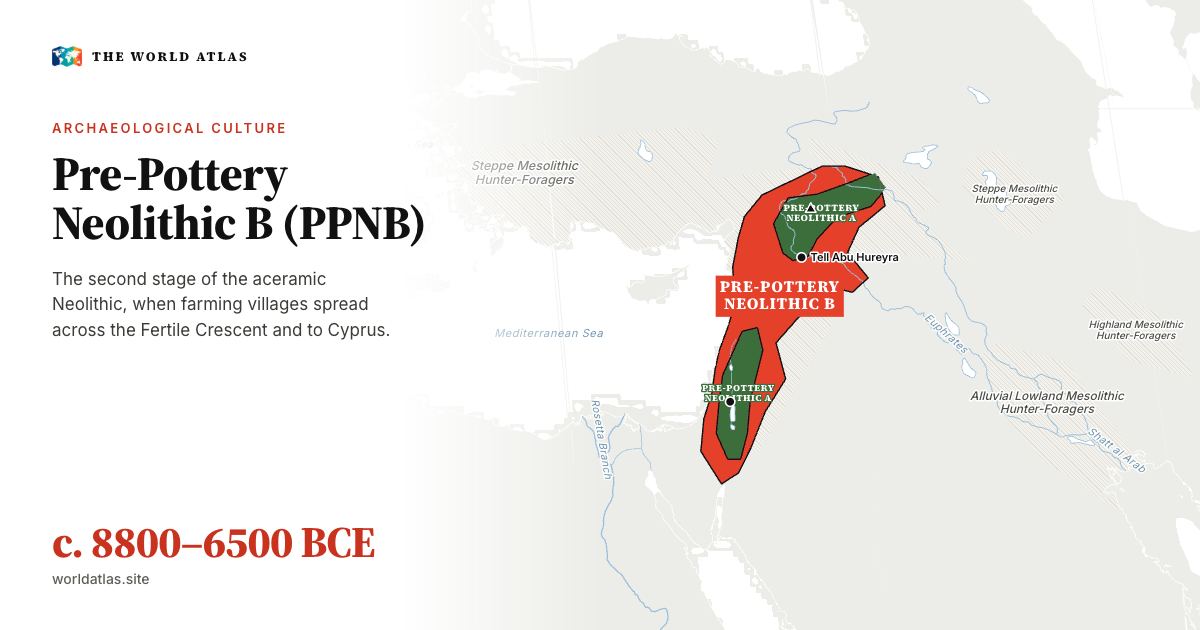 THE WORLD ATLAS
ARCHAEOLOGICAL CULTURE
Pre-Pottery
Neolithic B (PPNB)
The second stage of the aceramic
Neolithic, when farming villages spread
across the Fertile Crescent and to Cyprus.
c. 8800–6500 BCE
worldatlas.site
Steppe Mesolithic
Hunter-Foragers
Steppe Mesolithic
Hunter-Foragers
PRE-POTTERY
NEOLITHIC A
Tell Abu Hureyra
PRE-POTTERY
NEOLITHIC B
Mediterranean Sea
Euphrates
Highland Mesolithic
Hunter-Foragers
PRE-POTTERY
NEOLITHIC A
Alluvial Lowland Mesolithic
Hunter-Foragers
Rosetta Branch
Shatt al Arab